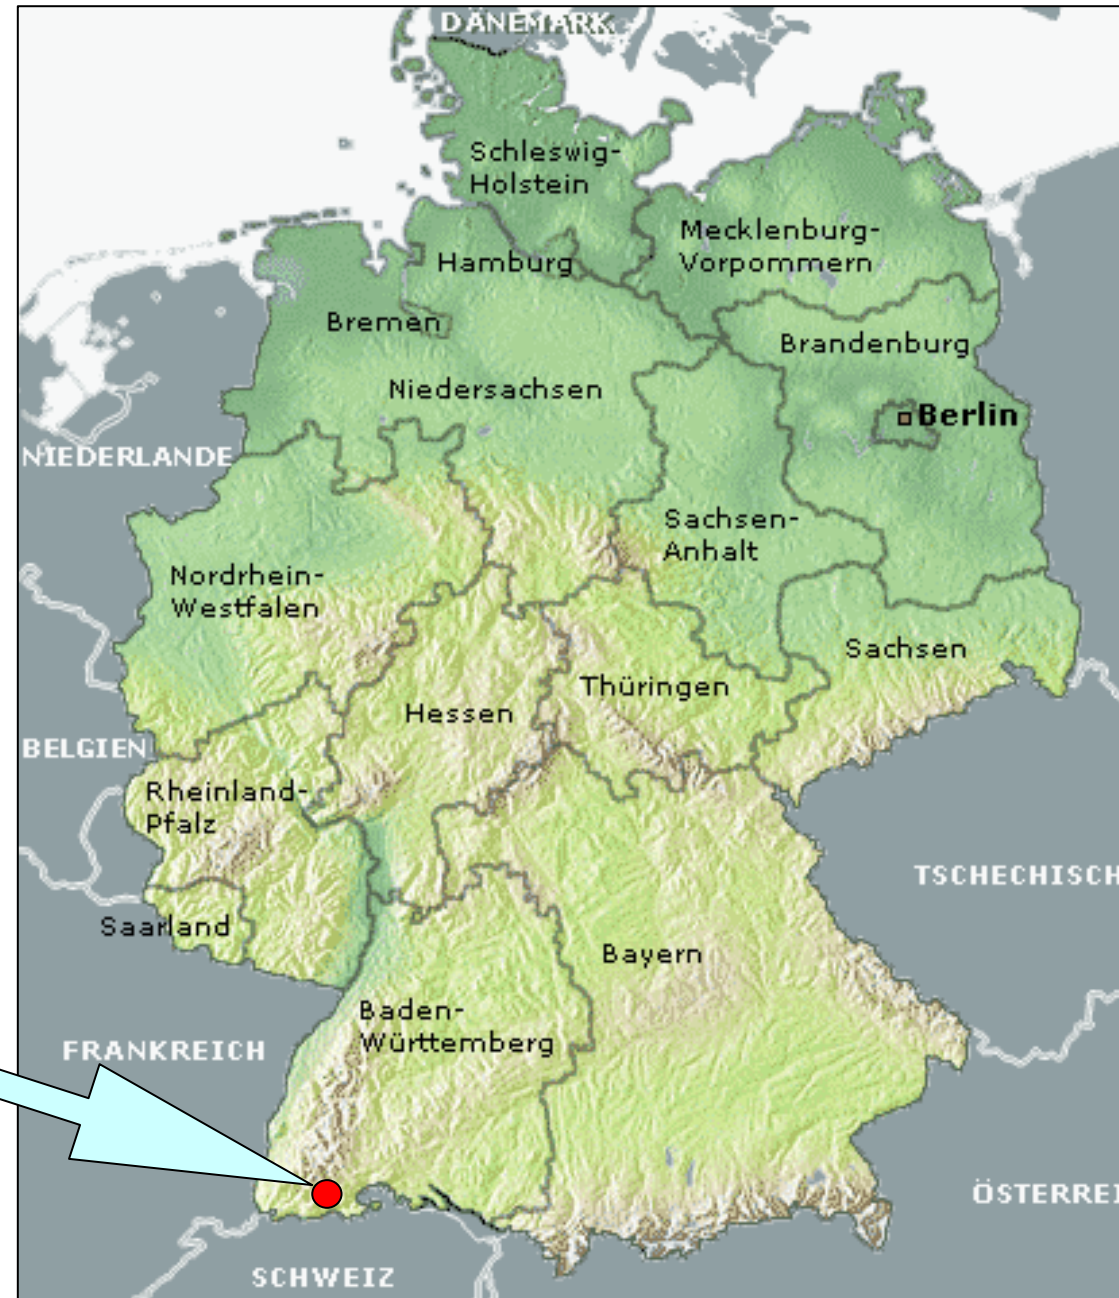 DÄNEMARK
Schleswig-
Holstein
Mecklenburg-
Vorpommern
Hamburg
Bremen
Brandenburg
Niedersachsen
Berlin
NIEDERLANDE
Sachsen-
Anhalt
Nordrhein-
Westfalen
Sachsen
Thüringen
Hessen
BELGIEN
Rheinland-
Pfalz
TSCHECHISCH
Saarland
Bayern
Baden-
Württemberg
FRANKREICH
ÖSTERREI
SCHWEIZ